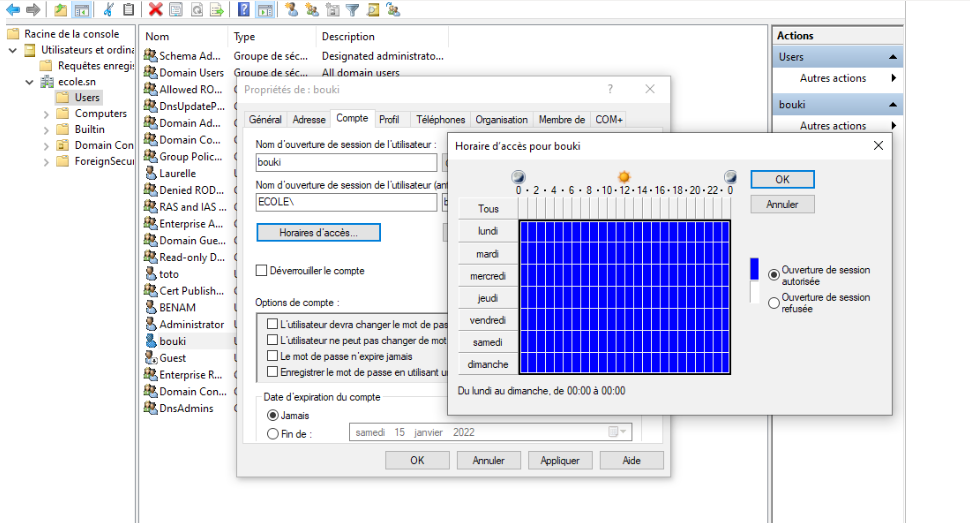 Racine de la console
Utilisateurs et ordina
Requêtes enregis
ecole.sn
Users
Computers
Builtin
Domain Con
ForeignSecur
Nom Type Description
Schema Ad... Groupe de séc... Designated administrato...
Domain Users Groupe de séc... All domain users
Allowed RO...
DnsUpdateP...
Domain Ad...
Domain Co...
Group Polic...
Laurelle
Denied ROD...
RAS and IAS ...
Enterprise A...
Domain Gue...
Read-only D...
toto
Cert Publish...
BENAM
Administrator
bouki
Guest
Enterprise R...
Domain Con...
DnsAdmins
Propriétés de : bouki ? ×
Général Adresse Compte Profil Téléphones Organisation Membre de COM+
Nom d'ouverture de session de l'utilisateur :
bouki
Nom d'ouverture de session de l'utilisateur (ant
ECOLE\
Horaires d'accès...
Déverrouiller le compte
Options de compte :
L'utilisateur devra changer le mot de pas
L'utilisateur ne peut pas changer de mot
Le mot de passe n'expire jamais
Enregistrer le mot de passe en utilisant u
Date d'expiration du compte
Jamais
Fin de : samedi 15 janvier 2022
OK Annuler Appliquer Aide
Horaire d'accès pour bouki
0 · 2 · 4 · 6 · 8 · 10 · 12 · 14 · 16 · 18 · 20 · 22 · 0
Tous
lundi
mardi
mercredi
jeudi
vendredi
samedi
dimanche
Du lundi au dimanche, de 00:00 à 00:00
OK
Annuler
Ouverture de session
autorisée
Ouverture de session
refusée
Actions
Users
Autres actions
bouki
Autres actions